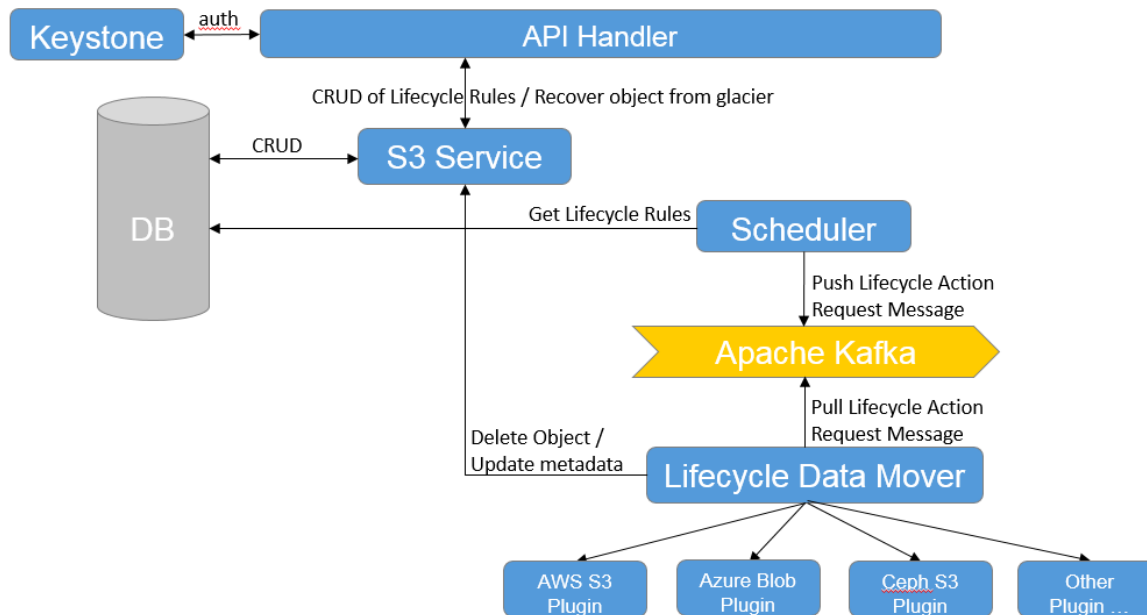 auth
Keystone
API Handler
CRUD of Lifecycle Rules / Recover object from glacier
CRUD
S3 Service
DB
Get Lifecycle Rules
Scheduler
Push Lifecycle Action
Request Message
Apache Kafka
Pull Lifecycle Action
Request Message
Delete Object /
Update metadata
Lifecycle Data Mover
AWS S3
Plugin
Azure Blob
Plugin
Ceph S3
Plugin
Other
Plugin ...